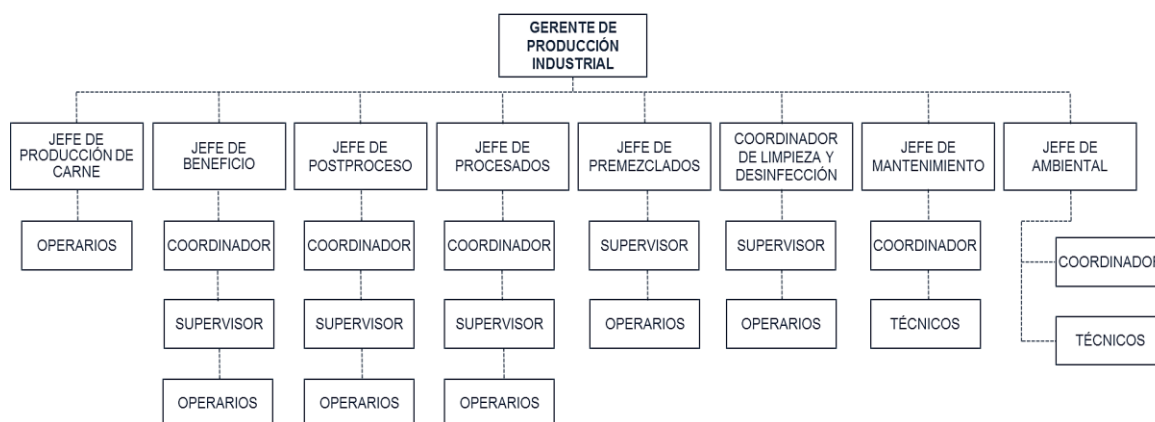 GERENTE DE
PRODUCCIÓN
INDUSTRIAL
JEFE DE
PRODUCCIÓN DE
CARNE
JEFE DE
BENEFICIO
JEFE DE
POSTPROCESO
JEFE DE
PROCESADOS
JEFE DE
PREMEZCLADOS
COORDINADOR
DE LIMPIEZA Y
DESINFECCIÓN
JEFE DE
MANTENIMIENTO
JEFE DE
AMBIENTAL
OPERARIOS
COORDINADOR
COORDINADOR
COORDINADOR
SUPERVISOR
SUPERVISOR
COORDINADOR
COORDINADOR
SUPERVISOR
SUPERVISOR
SUPERVISOR
OPERARIOS
OPERARIOS
TÉCNICOS
TÉCNICOS
OPERARIOS
OPERARIOS
OPERARIOS